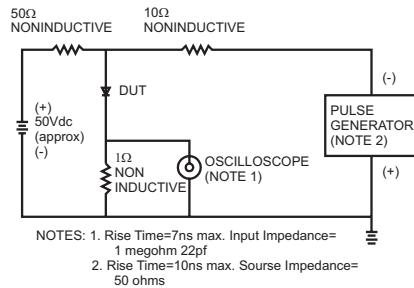 50Ω
NONINDUCTIVE
10Ω
NONINDUCTIVE
(+)
50Vdc
(approx)
(-)
DUT
1Ω
NON
INDUCTIVE
OSCILLOSCOPE
(NOTE 1)
(-)
PULSE
GENERATOR
(NOTE 2)
(+)
NOTES: 1. Rise Time=7ns max. Input Impedance=
1 megohm 22pf
2. Rise Time=10ns max. Sourse Impedance=
50 ohms